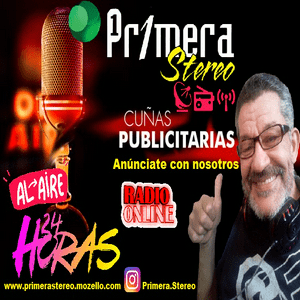 Pr1mera
Stereo
CUÑAS
PUBLICITARIAS
Anúnciate con nosotros
AL AIRE
24
HORAS
RADIO
ONLINE
www.primerastereo.mozello.com
Primera.Stereo